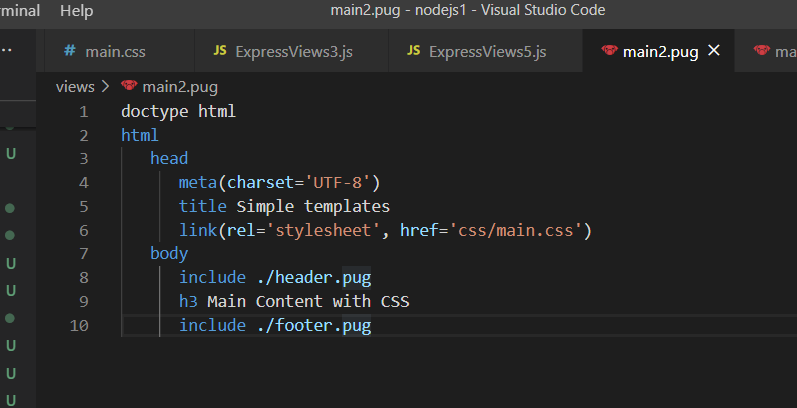 rminal Help main2.pug - nodejs1 - Visual Studio Code
# main.css JS ExpressViews3.js JS ExpressViews5.js main2.pug ma
views > main2.pug
1 doctype html
2 html
3 head
4 meta(charset='UTF-8')
5 title Simple templates
6 link(rel='stylesheet', href='css/main.css')
7 body
8 include ./header.pug
9 h3 Main Content with CSS
10 include ./footer.pug
U
U
U
U
U
U